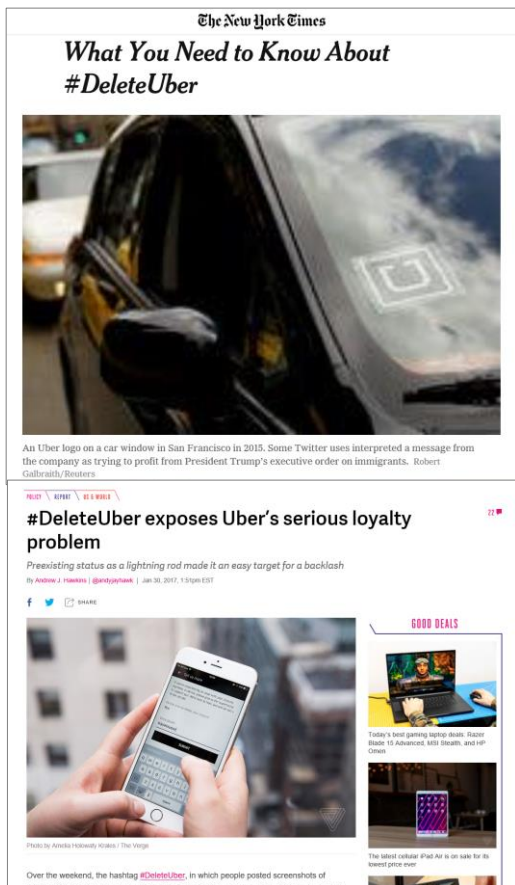 The New York Times
What You Need to Know About
#DeleteUber
An Uber logo on a car window in San Francisco in 2015. Some Twitter uses interpreted a message from
the company as trying to profit from President Trump's executive order on immigrants. Robert
Galbraith/Reuters
POLICY \ REPORT \ US & WORLD
#DeleteUber exposes Uber's serious loyalty
problem
22
Preexisting status as a lightning rod made it an easy target for a backlash
By Andrew J. Hawkins | @andyjayhawk | Jan 30, 2017, 1:51pm EST
SHARE
GOOD DEALS
Today's best gaming laptop deals: Razer
Blade 15 Advanced, MSI Stealth, and HP
Omen
Submit
Photo by Amelia Holowaty Krales / The Verge
The latest cellular iPad Air is on sale for its
lowest price ever
Over the weekend, the hashtag #DeleteUber, in which people posted screenshots of